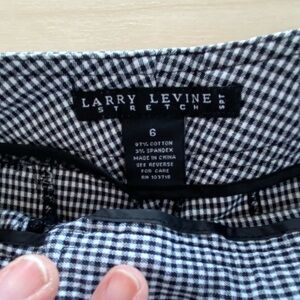 LARRY LEVINE
STRETCH
SPT
6
97% COTTON
3% SPANDEX
MADE IN CHINA
SEE REVERSE
FOR CARE
RN 103718